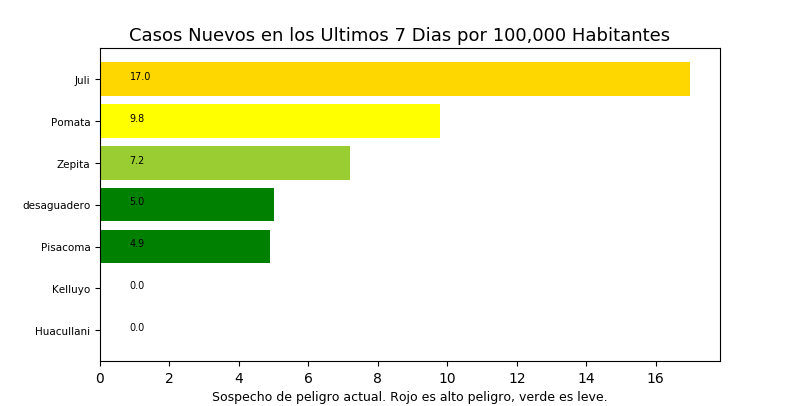 Casos Nuevos en los Ultimos 7 Dias por 100,000 Habitantes
Juli 17.0
Pomata 9.8
Zepita 7.2
desaguadero 5.0
Pisacoma 4.9
Kelluyo 0.0
Huacullani 0.0
0 2 4 6 8 10 12 14 16
Sospecho de peligro actual. Rojo es alto peligro, verde es leve.